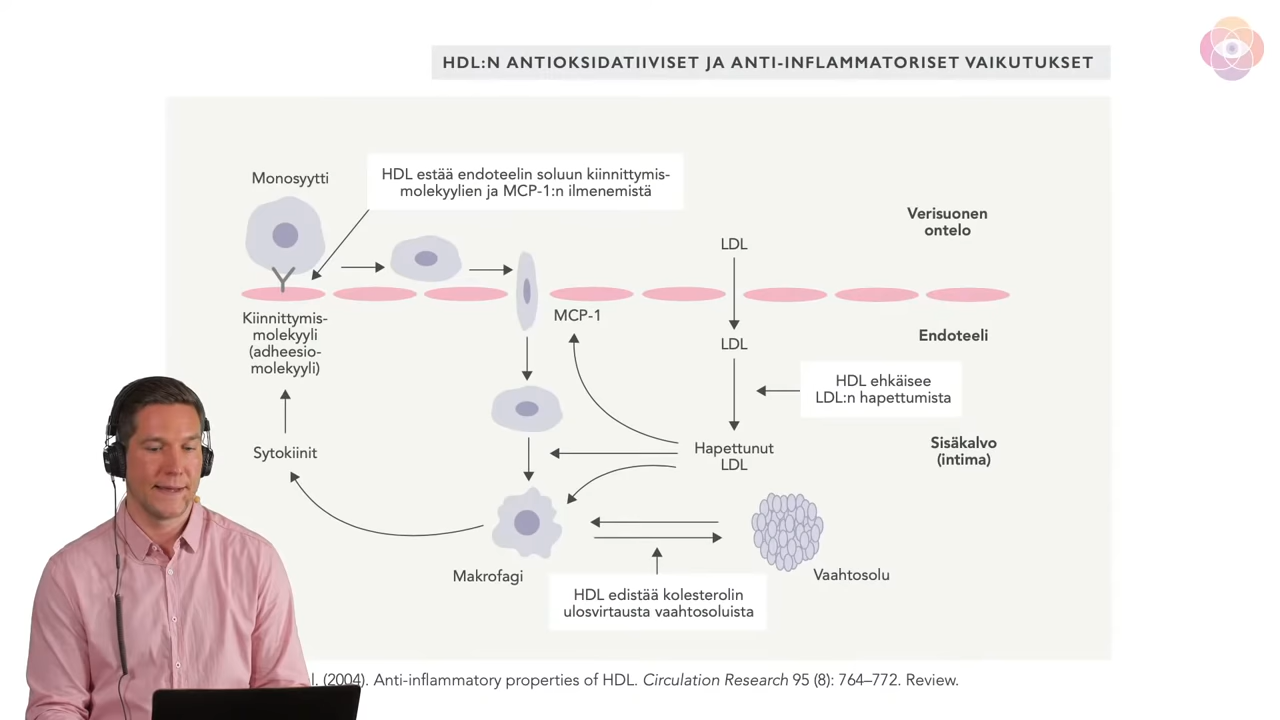 HDL:N ANTIOKSIDATIIVISET JA ANTI-INFLAMMATORISET VAIKUTUKSET
Monosyytti
HDL estää endoteelin soluun kiinnittymis-
molekyylien ja MCP-1:n ilmenemistä
Verisuonen
ontelo
LDL
Kiinnittymis-
molekyyli
(adheesio-
molekyyli)
MCP-1
LDL
Endoteeli
HDL ehkäisee
LDL:n hapettumista
Sytokiinit
Hapettunut
LDL
Sisäkalvo
(intima)
Makrofagi
Vaahtosolu
HDL edistää kolesterolin
ulosvirtausta vaahtosoluista
l. (2004). Anti-inflammatory properties of HDL. Circulation Research 95 (8): 764–772. Review.